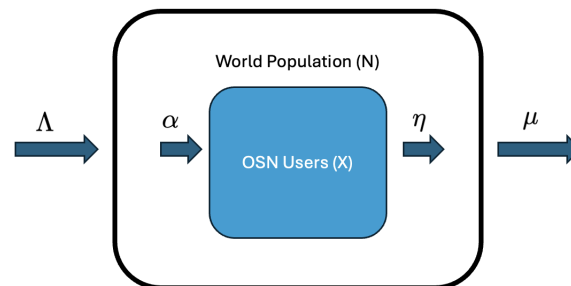 World Population (N)
Λ
α
η
μ
OSN Users (X)